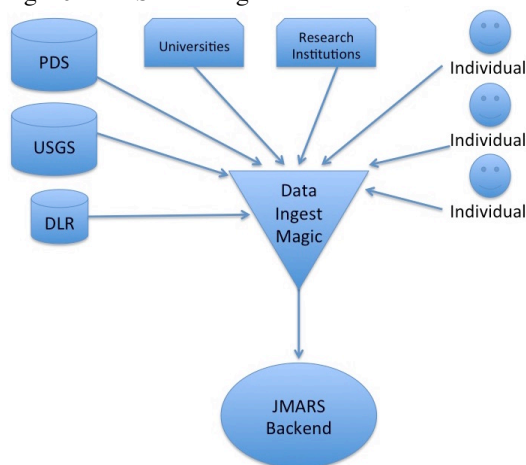 PDS
Universities
Research
Institutions
Individual
USGS
Individual
DLR
Data
Ingest
Magic
Individual
JMARS
Backend